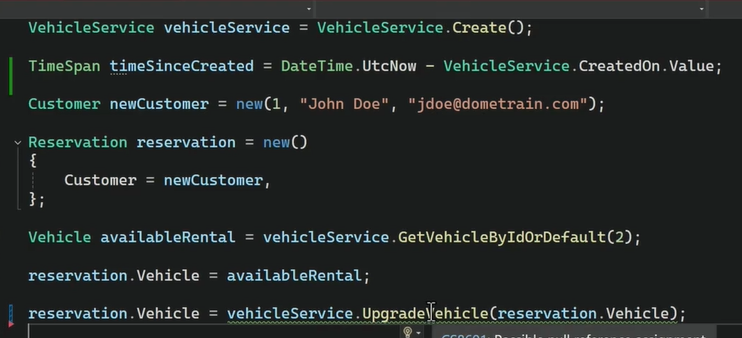 VehicleService vehicleService = VehicleService.Create();
TimeSpan timeSinceCreated = DateTime.UtcNow - VehicleService.CreatedOn.Value;
Customer newCustomer = new(1, "John Doe", "jdoe@dometrain.com");
Reservation reservation = new()
{
    Customer = newCustomer,
};
Vehicle availableRental = vehicleService.GetVehicleByIdOrDefault(2);
reservation.Vehicle = availableRental;
reservation.Vehicle = vehicleService.UpgradeVehicle(reservation.Vehicle);